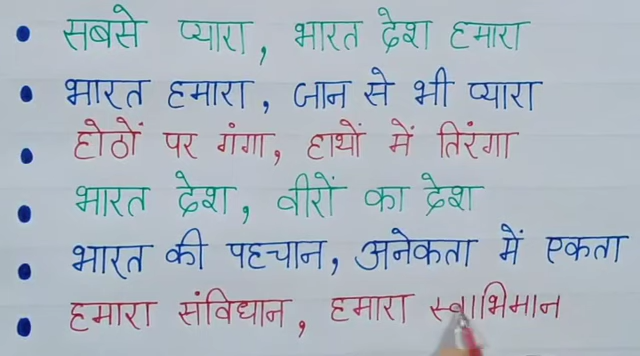 • सबसे प्यारा, भारत देश हमारा
• भारत हमारा, जान से भी प्यारा
• होठों पर गंगा, हाथों में तिरंगा
• भारत देश, वीरों का देश
• भारत की पहचान, अनेकता में एकता
• हमारा संविधान, हमारा स्वाभिमान